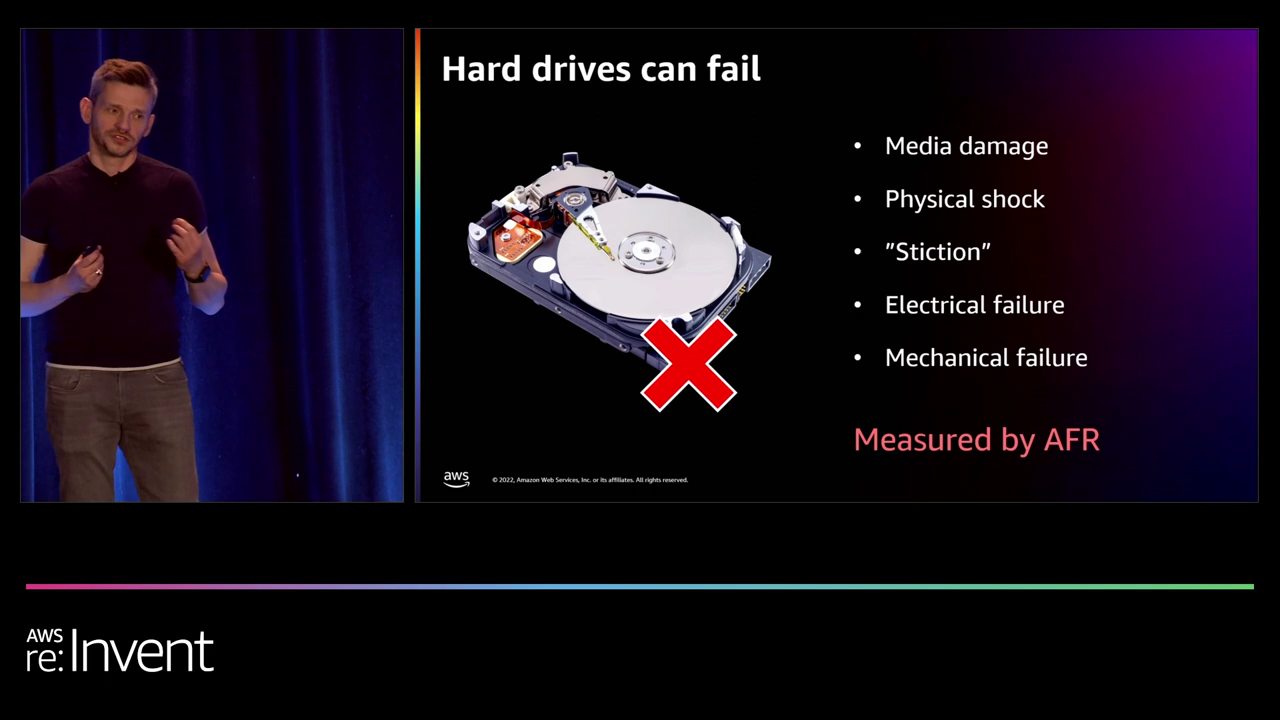 Hard drives can fail
• Media damage
• Physical shock
• ”Stiction”
• Electrical failure
• Mechanical failure
Measured by AFR
aws
© 2022, Amazon Web Services, Inc. or its affiliates. All rights reserved.
AWS
re:Invent